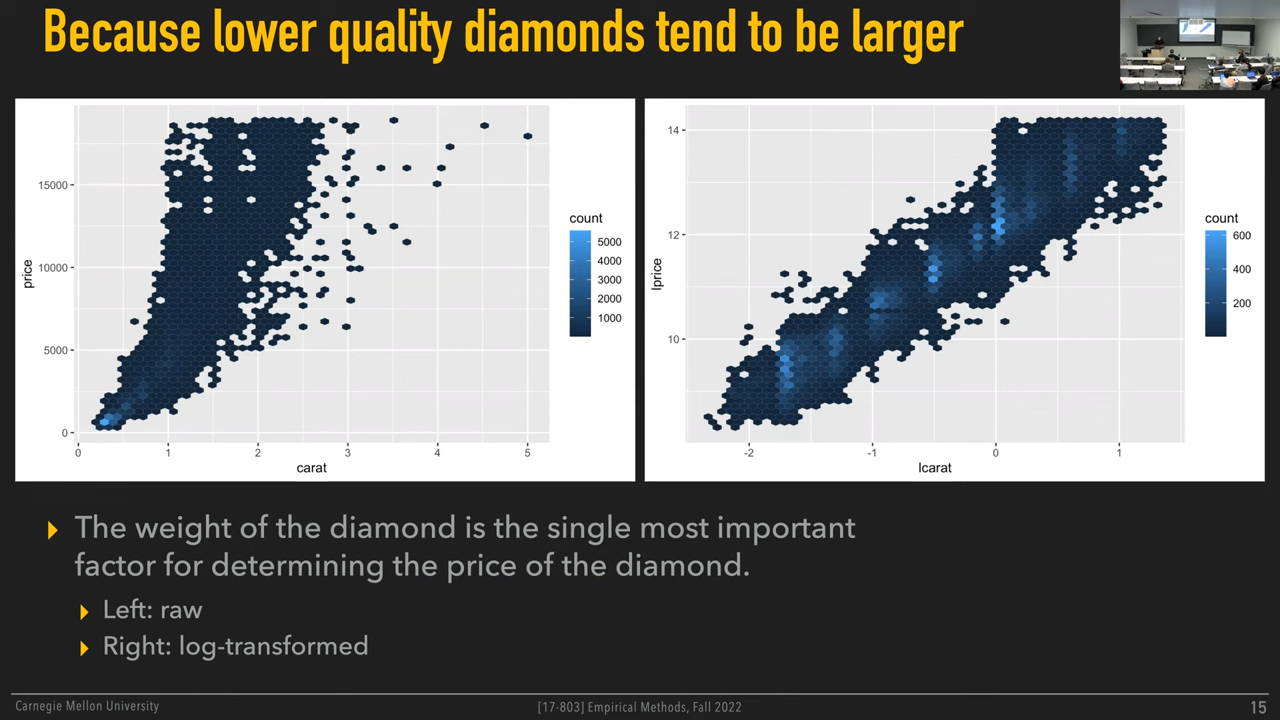 Because lower quality diamonds tend to be larger
price
15000
10000
5000
0
0 1 2 3 4 5
carat
count
5000
4000
3000
2000
1000
lprice
14
12
10
-2 -1 0 1
lcarat
count
600
400
200
The weight of the diamond is the single most important
factor for determining the price of the diamond.
Left: raw
Right: log-transformed
Carnegie Mellon University
[17-803] Empirical Methods, Fall 2022
15